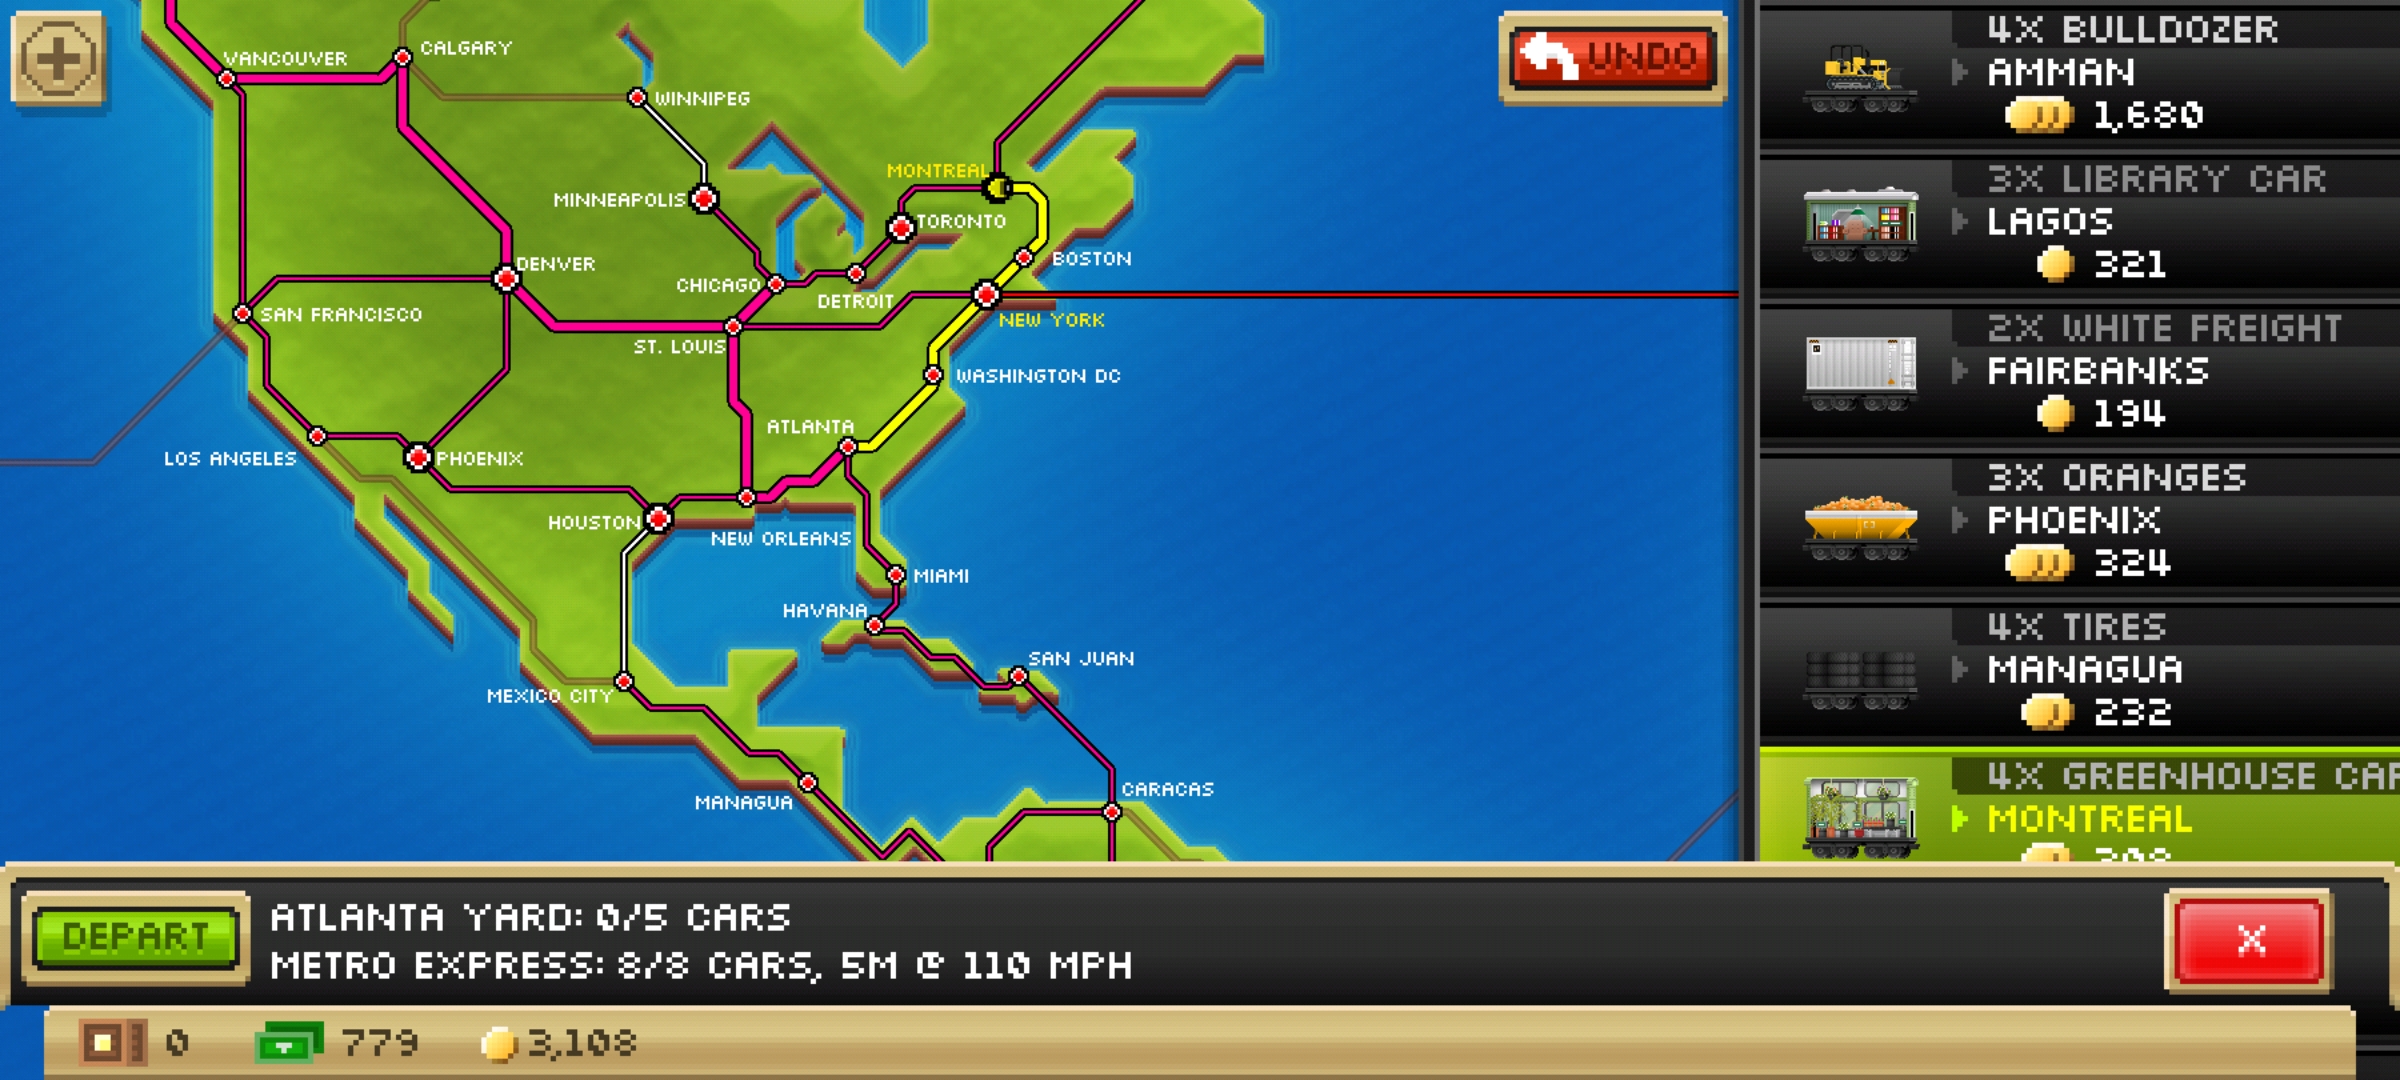 VANCOUVER
CALGARY
WINNIPEG
MINNEAPOLIS
MONTREAL
TORONTO
BOSTON
DENVER
CHICAGO
DETROIT
NEW YORK
SAN FRANCISCO
ST. LOUIS
WASHINGTON DC
ATLANTA
LOS ANGELES
PHOENIX
HOUSTON
NEW ORLEANS
MIAMI
HAVANA
SAN JUAN
MEXICO CITY
MANAGUA
CARACAS
UNDO
4X BULLDOZER
AMMAN
1,680
3X LIBRARY CAR
LAGOS
321
2X WHITE FREIGHT
FAIRBANKS
194
3X ORANGES
PHOENIX
324
4X TIRES
MANAGUA
232
4X GREENHOUSE CAR
MONTREAL
DEPART
ATLANTA YARD: 0/5 CARS
METRO EXPRESS: 8/8 CARS, 5M @ 110 MPH
X
0
779
3,108